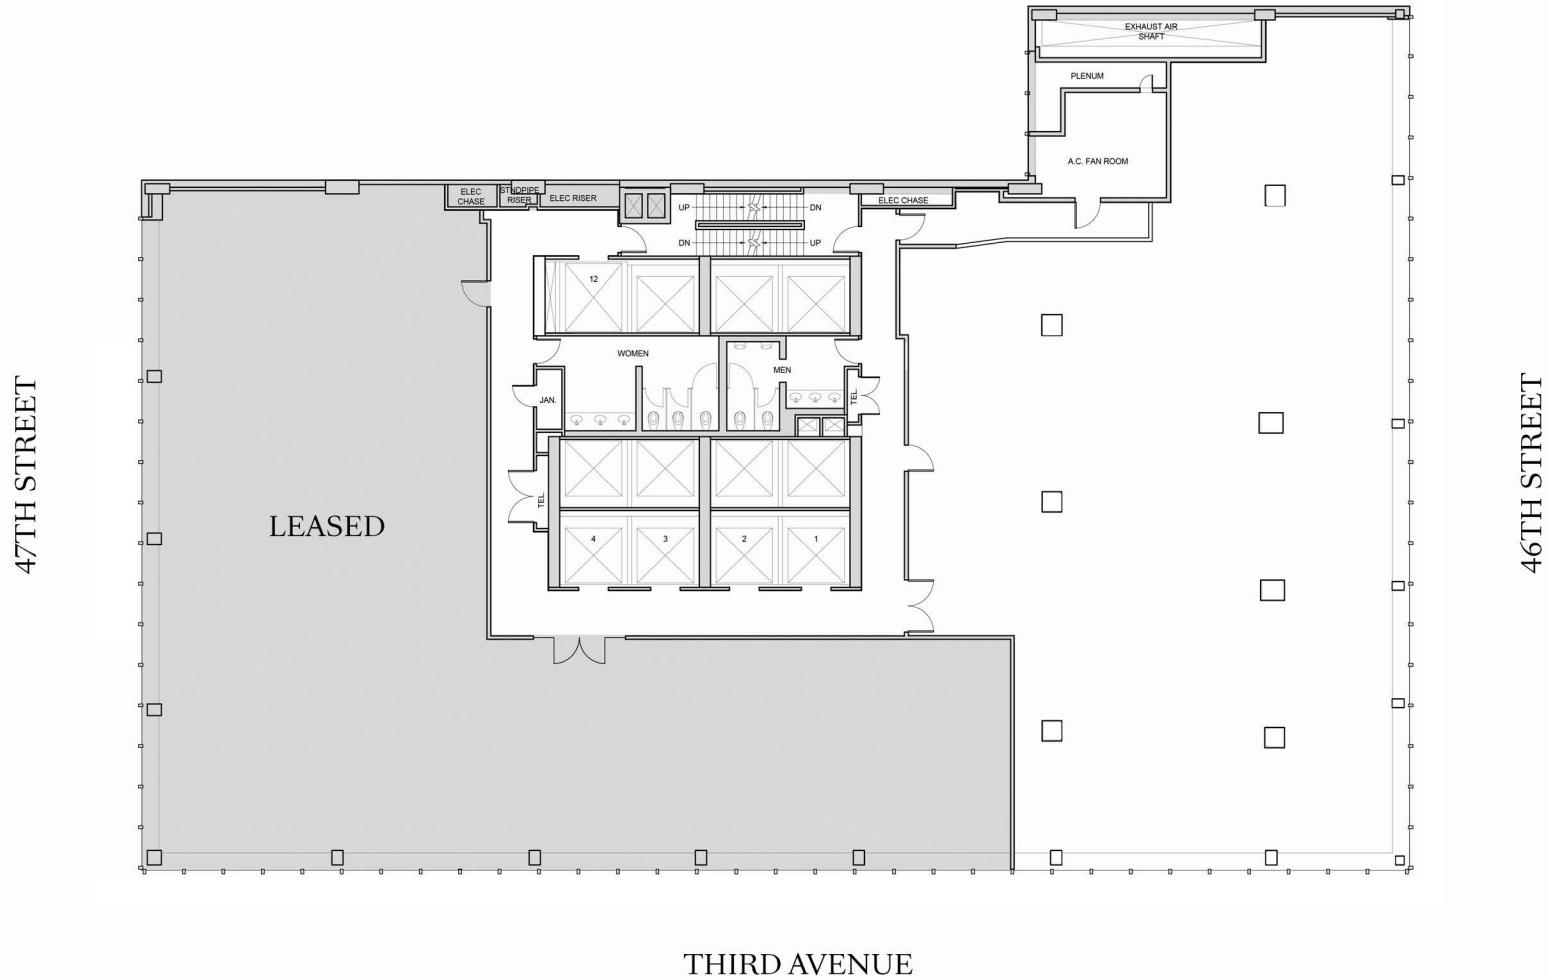 EXHAUST AIR
SHAFT
PLENUM
A.C. FAN ROOM
ELEC
CHASE
STNDPIPE
RISER
ELEC RISER
UP
DN
ELEC CHASE
DN
UP
12
WOMEN
MEN
JAN.
TEL.
TEL.
4
3
2
1
LEASED
47TH STREET
46TH STREET
THIRD AVENUE